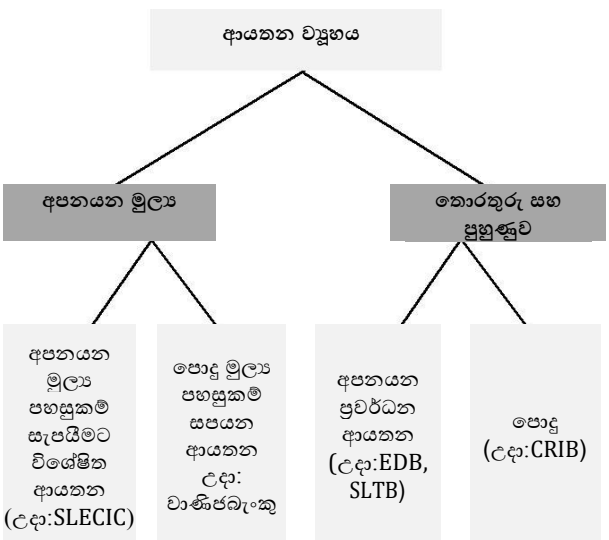 ආයතන ව්‍යූහය
අපනයන මුල්‍ය
තොරතුරු සහ
පුහුණුව
අපනයන
මුල්‍ය
පහසුකම්
සැපයීමට
විශේෂිත
ආයතන
(උදා:SLECIC)
පොදු මුල්‍ය
පහසුකම්
සපයන
ආයතන
උදා:
වාණිජබැංකු
අපනයන
ප්‍රවර්ධන
ආයතන
(උදා:EDB,
SLTB)
පොදු
(උදා:CRIB)